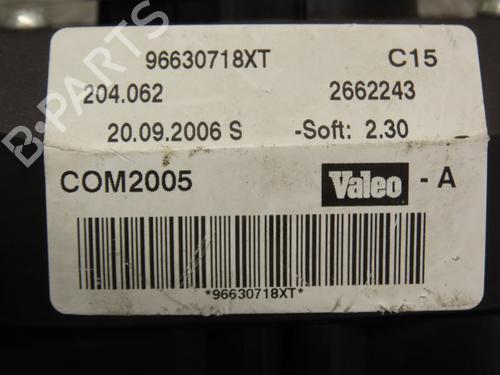 96630718XT C15
204.062 2662243
20.09.2006 S -Soft: 2.30
COM2005 Valeo - A
*96630718XT*
B-PARTS